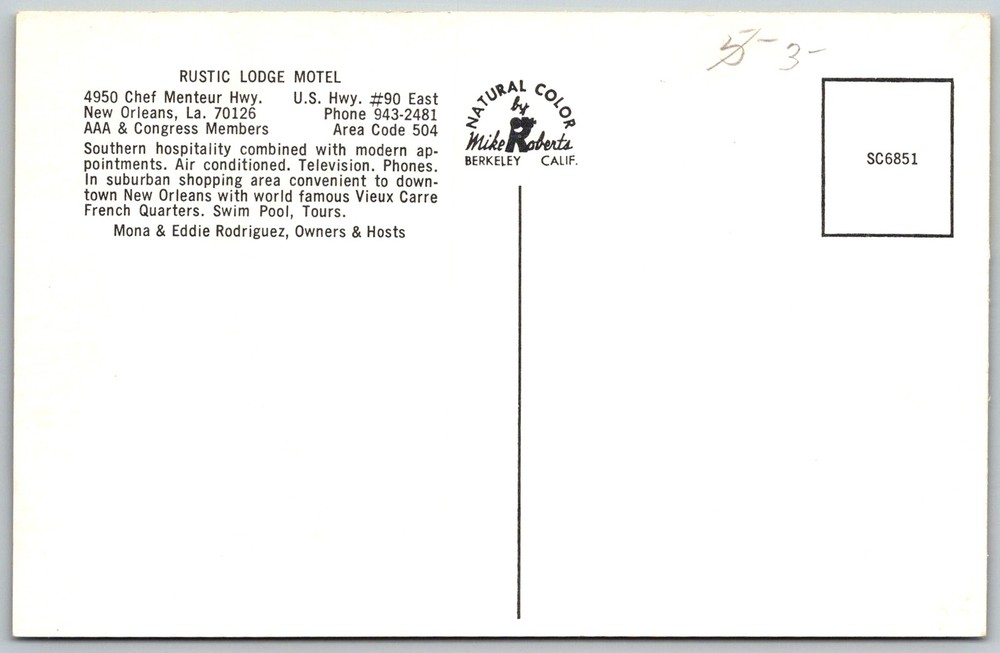 RUSTIC LODGE MOTEL
4950 Chef Menteur Hwy. U.S. Hwy. #90 East
New Orleans, La. 70126 Phone 943-2481
AAA & Congress Members Area Code 504
Southern hospitality combined with modern ap-
pointments. Air conditioned. Television. Phones.
In suburban shopping area convenient to down-
town New Orleans with world famous Vieux Carre
French Quarters. Swim Pool, Tours.
Mona & Eddie Rodriguez, Owners & Hosts
NATURAL COLOR
by
Mike Roberts
BERKELEY CALIF.
3-
SC6851